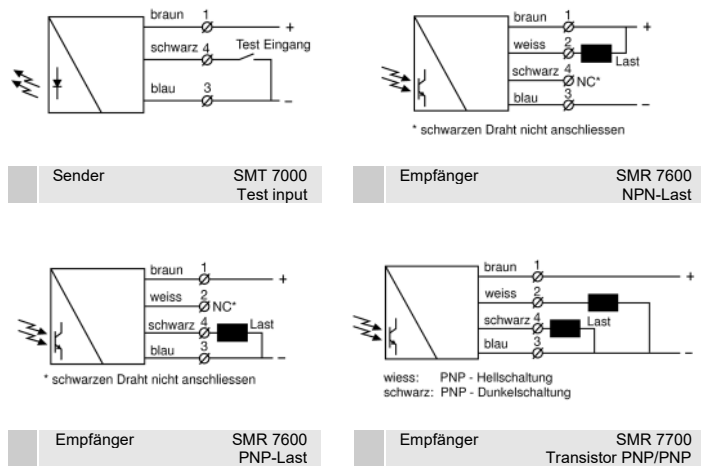 braun 1
+
schwarz 4 Test Eingang
blau 3
−
Sender SMT 7000
Test input
braun 1
+
weiss 2
Last
schwarz 4 NC*
blau 3
−
* schwarzen Draht nicht anschliessen
Empfänger SMR 7600
NPN-Last
braun 1
+
weiss 2 NC*
schwarz 4 Last
blau 3
−
* schwarzen Draht nicht anschliessen
Empfänger SMR 7600
PNP-Last
braun 1
+
weiss 2
schwarz 4 Last
blau 3
−
wiess: PNP - Hellschaltung
schwarz: PNP - Dunkelschaltung
Empfänger SMR 7700
Transistor PNP/PNP